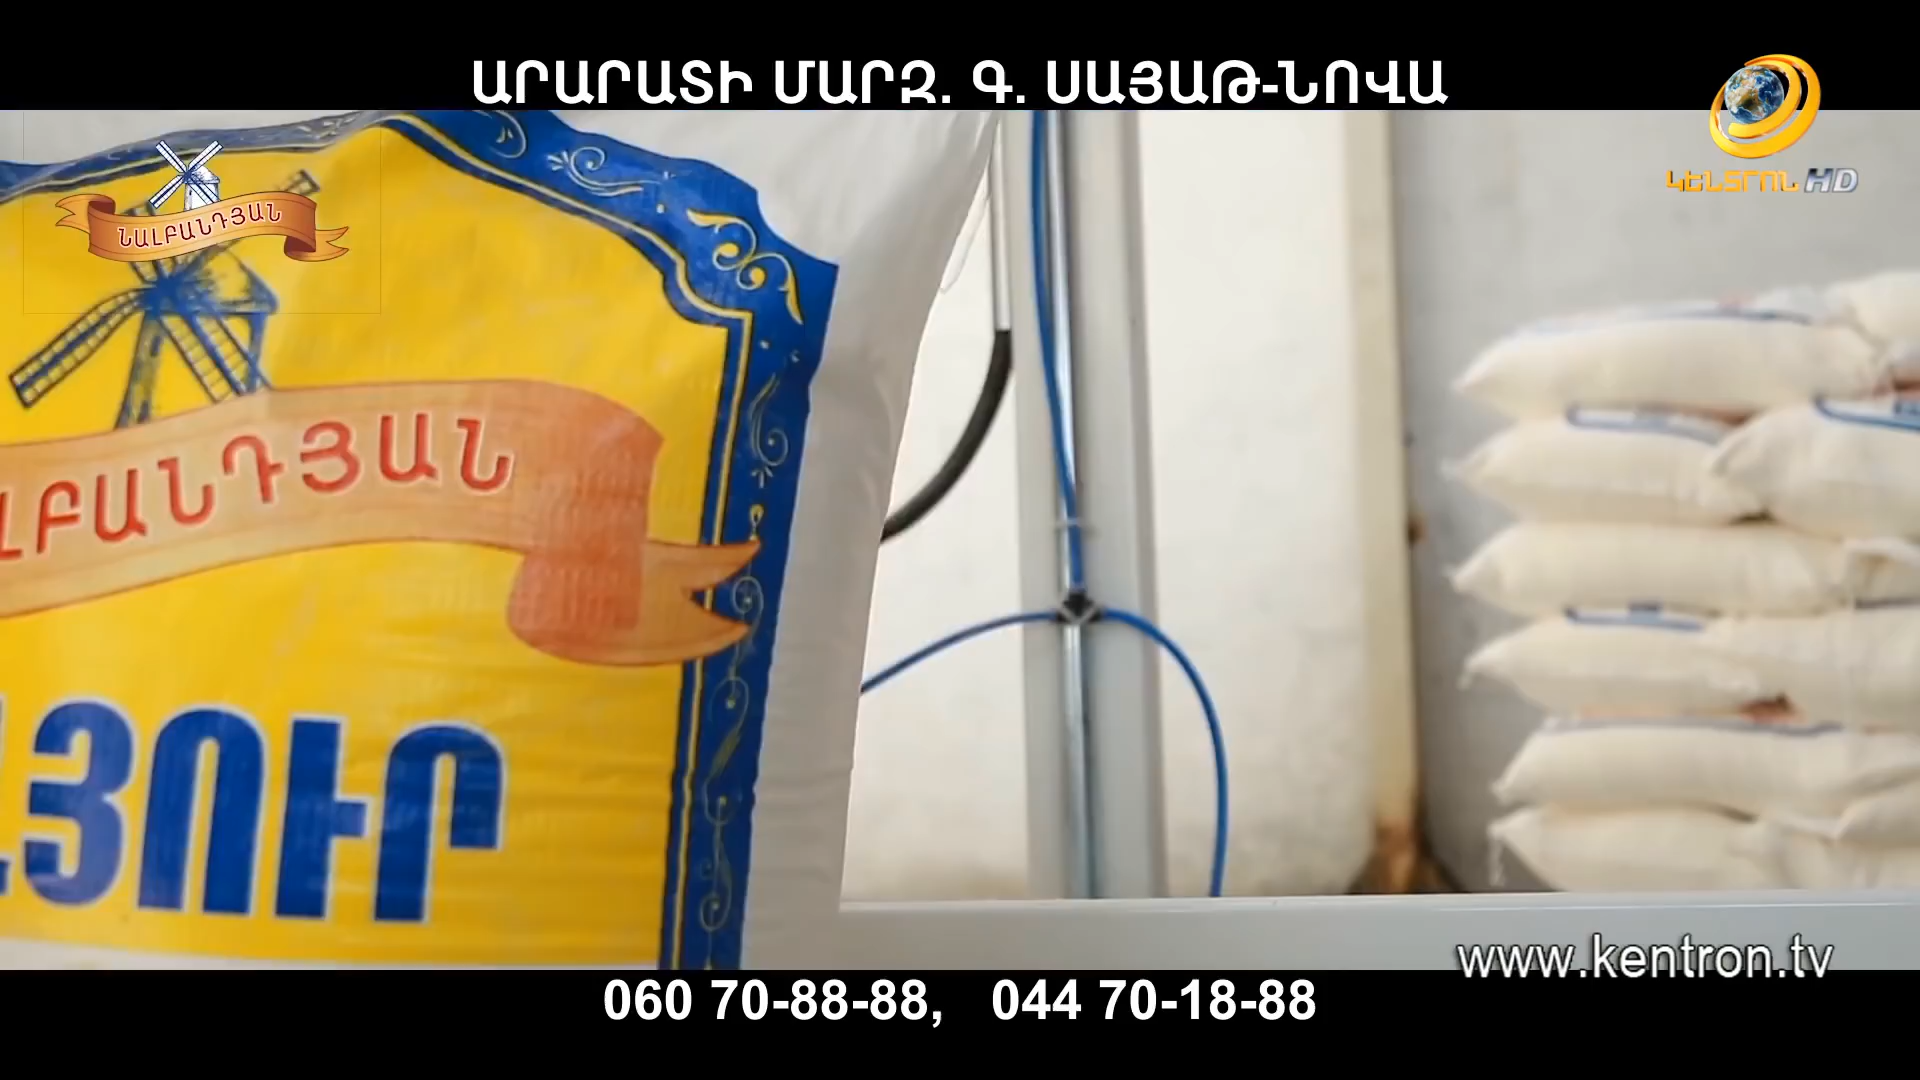 ԱՐԱՐԱՏԻ ՄԱՐԶ. Գ. ՍԱՅԱԹ-ՆՈՎԱ
ՆԱԼԲԱՆԴՅԱՆ
ԿԵՆՏՐՈՆ HD
ԼԲԱՆԴՅԱՆ
ՅՈՒՐ
www.kentron.tv
060 70-88-88, 044 70-18-88